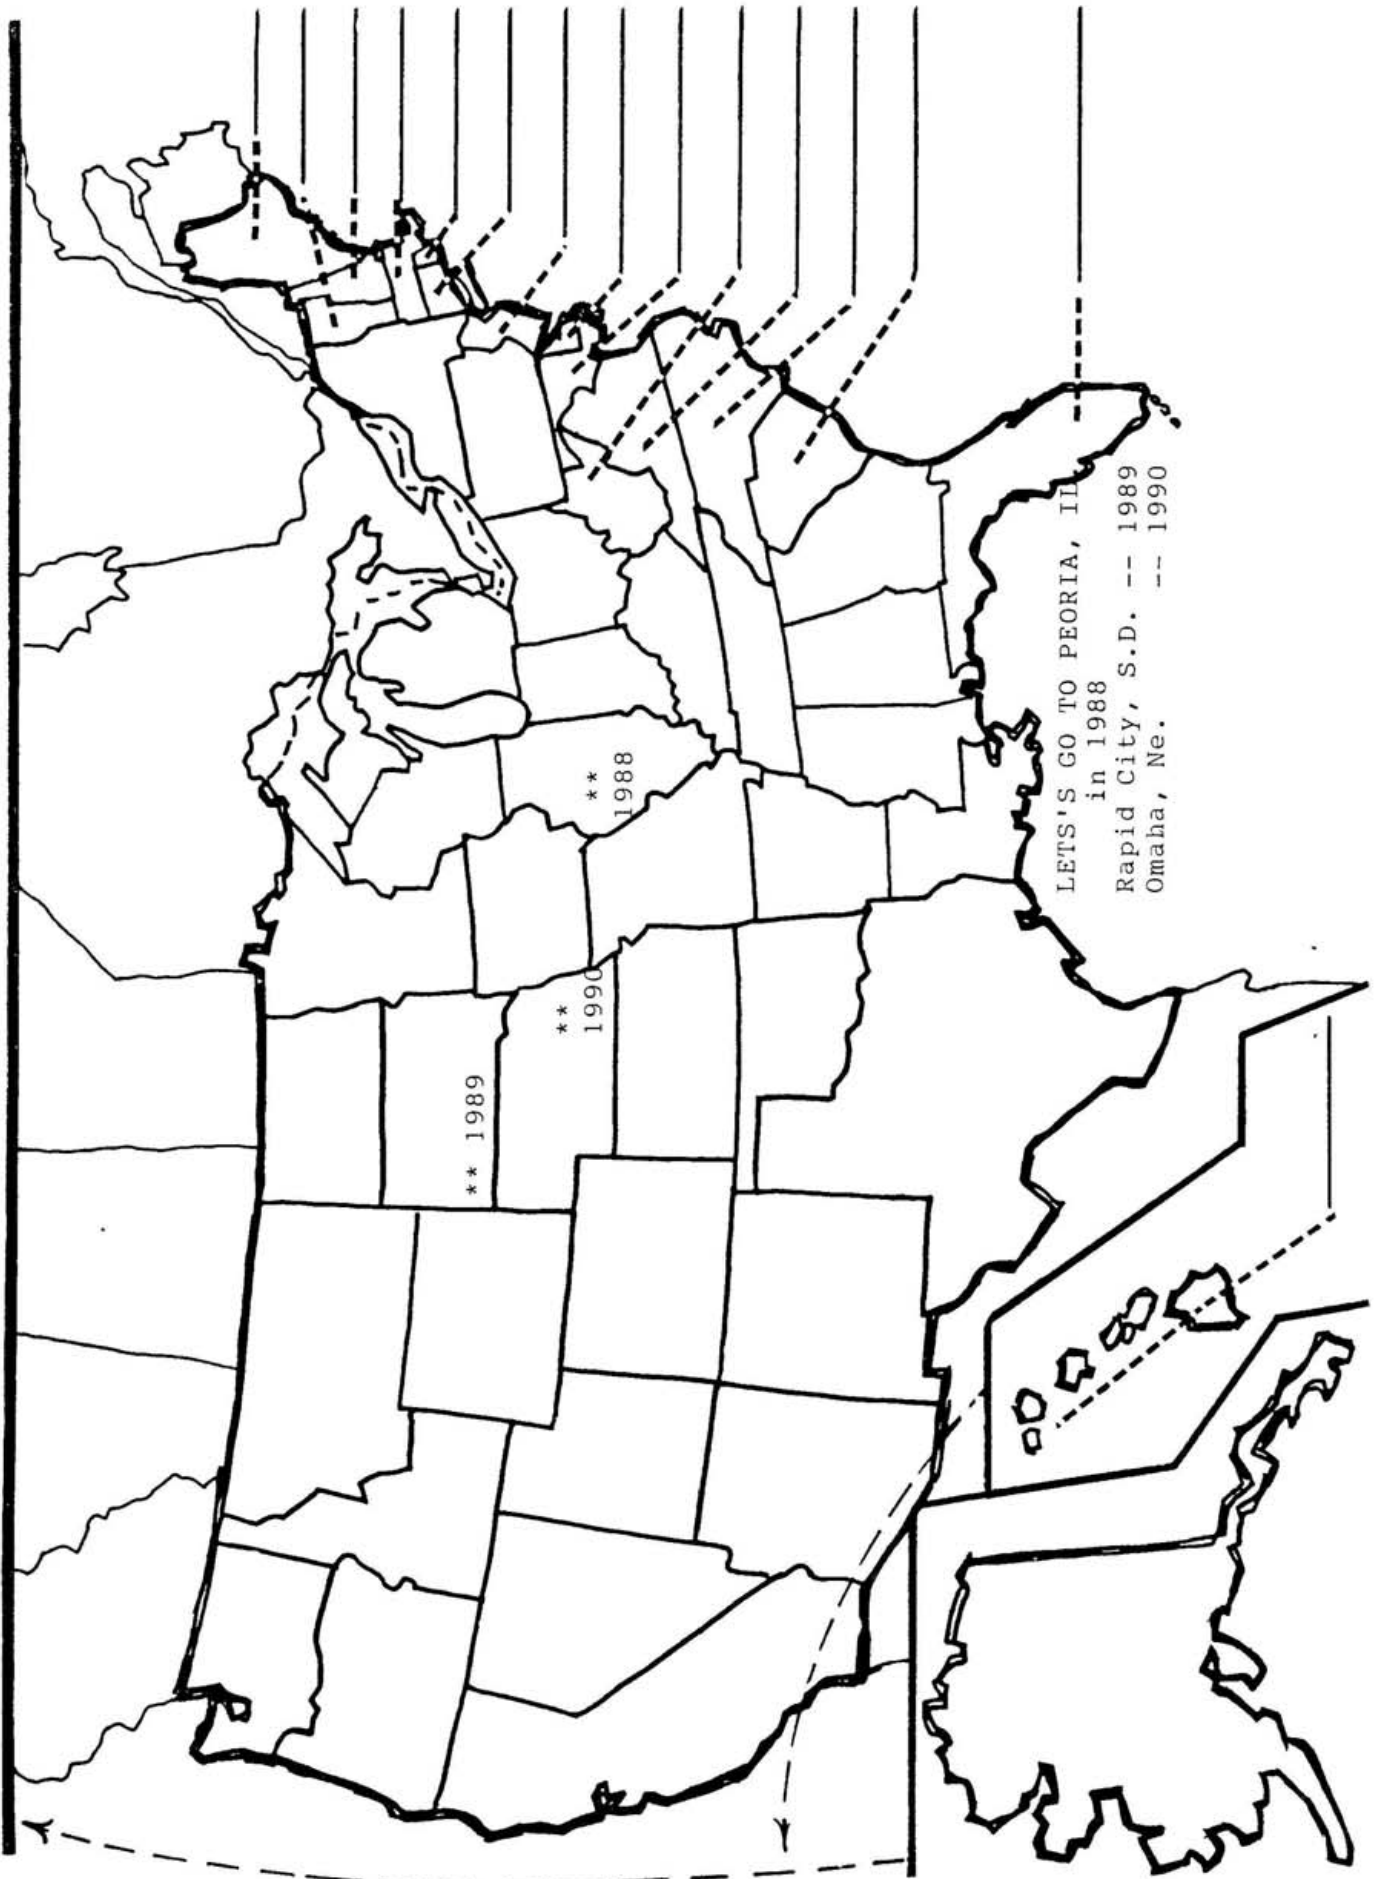 ** 1989
**
1990
**
1988
LETS'S GO TO PEORIA, IL
in 1988
Rapid City, S.D. -- 1989
Omaha, Ne. -- 1990